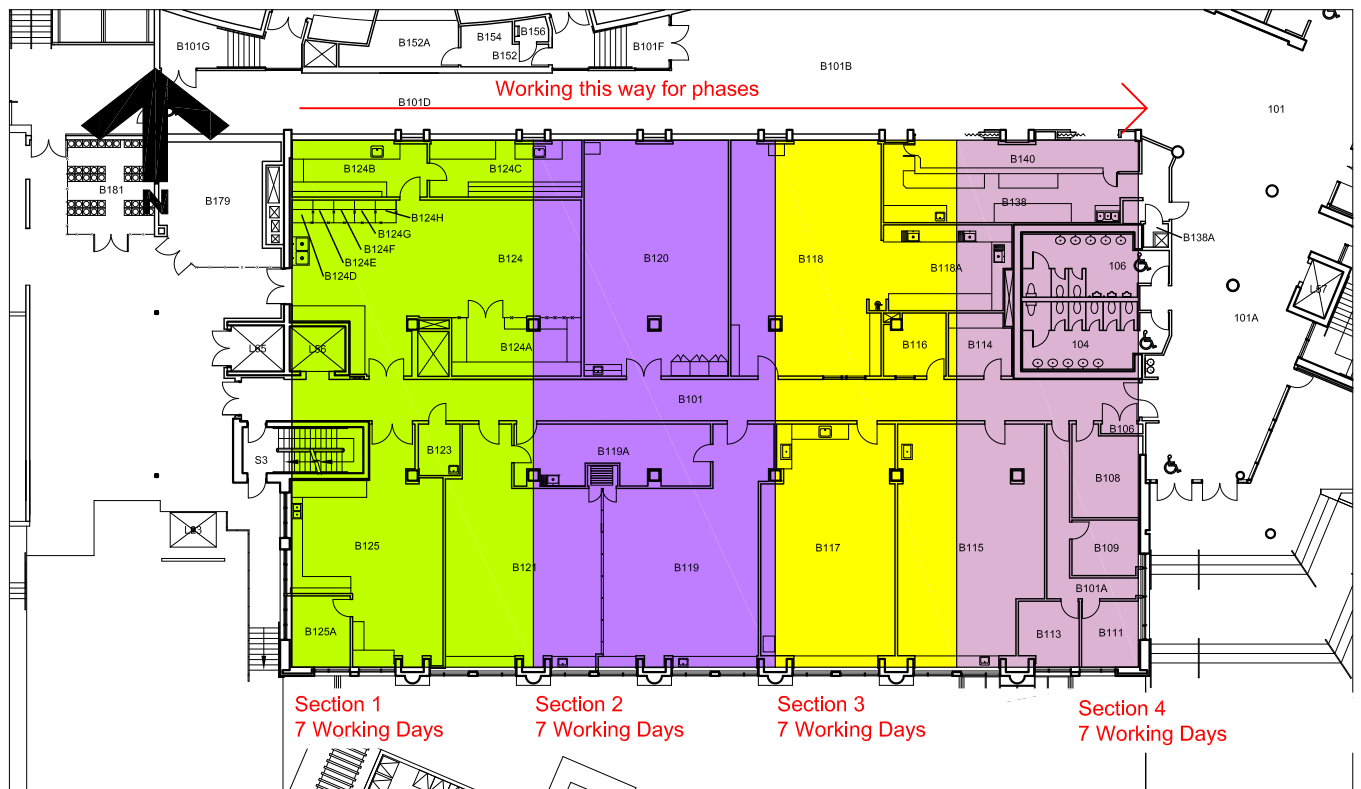 B101G
B152A
B154
B156
B152
B101F
B101B
Working this way for phases
B101D
101
B181
N
B179
B124B
B124C
B140
B138
B124H
B124G
B124F
B124E
B124D
B124
B120
B118
B118A
B138A
106
L67
101A
L65
L66
B124A
B116
B114
104
B101
B106
S3
B123
B119A
B108
L63
B125
B121
B119
B117
B115
B109
B101A
B125A
B113
B111
Section 1
7 Working Days
Section 2
7 Working Days
Section 3
7 Working Days
Section 4
7 Working Days